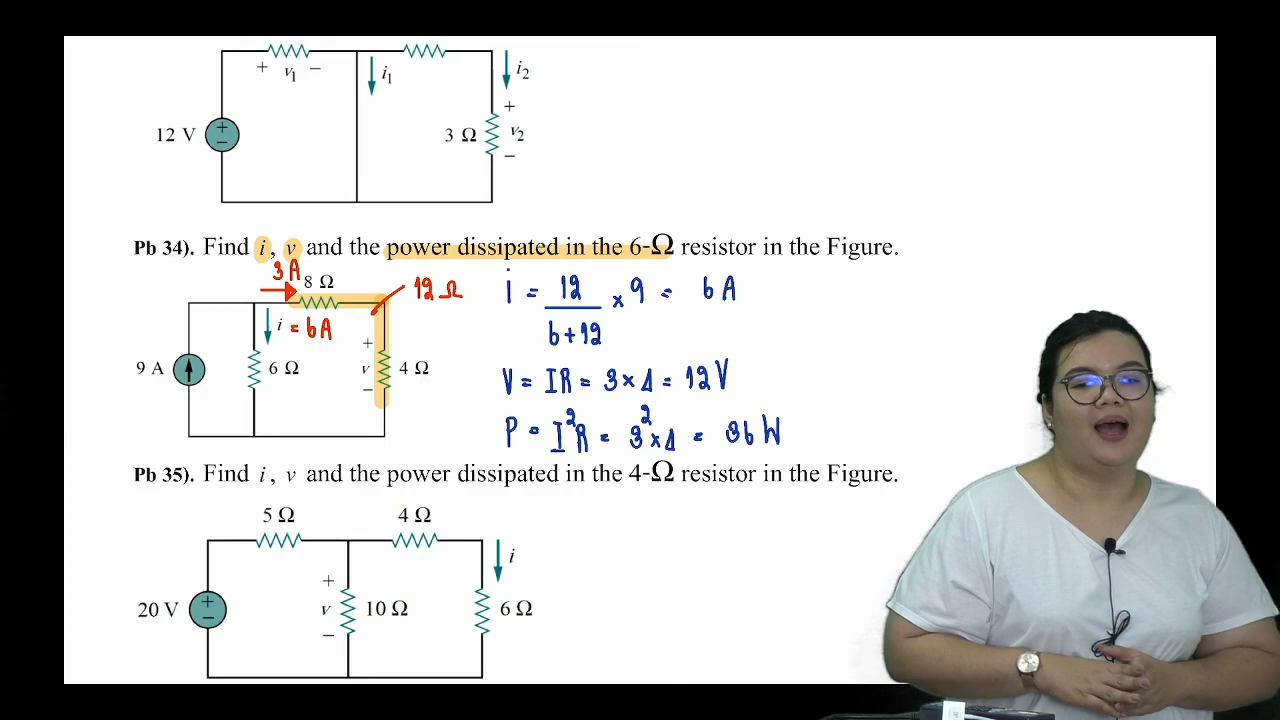 + v1 − i1 i2
12 V + − 3 Ω + v2 −
Pb 34). Find i, v and the power dissipated in the 6-Ω resistor in the Figure.
3 A 8 Ω 12 Ω
i = 12 / 6+12 × 9 = 6 A
i = 6A
9 A 6 Ω + v − 4 Ω
V = IR = 3 × 4 = 12 V
P = I²R = 3² × 4 = 36 W
Pb 35). Find i, v and the power dissipated in the 4-Ω resistor in the Figure.
5 Ω 4 Ω
i
20 V + − + v − 10 Ω 6 Ω